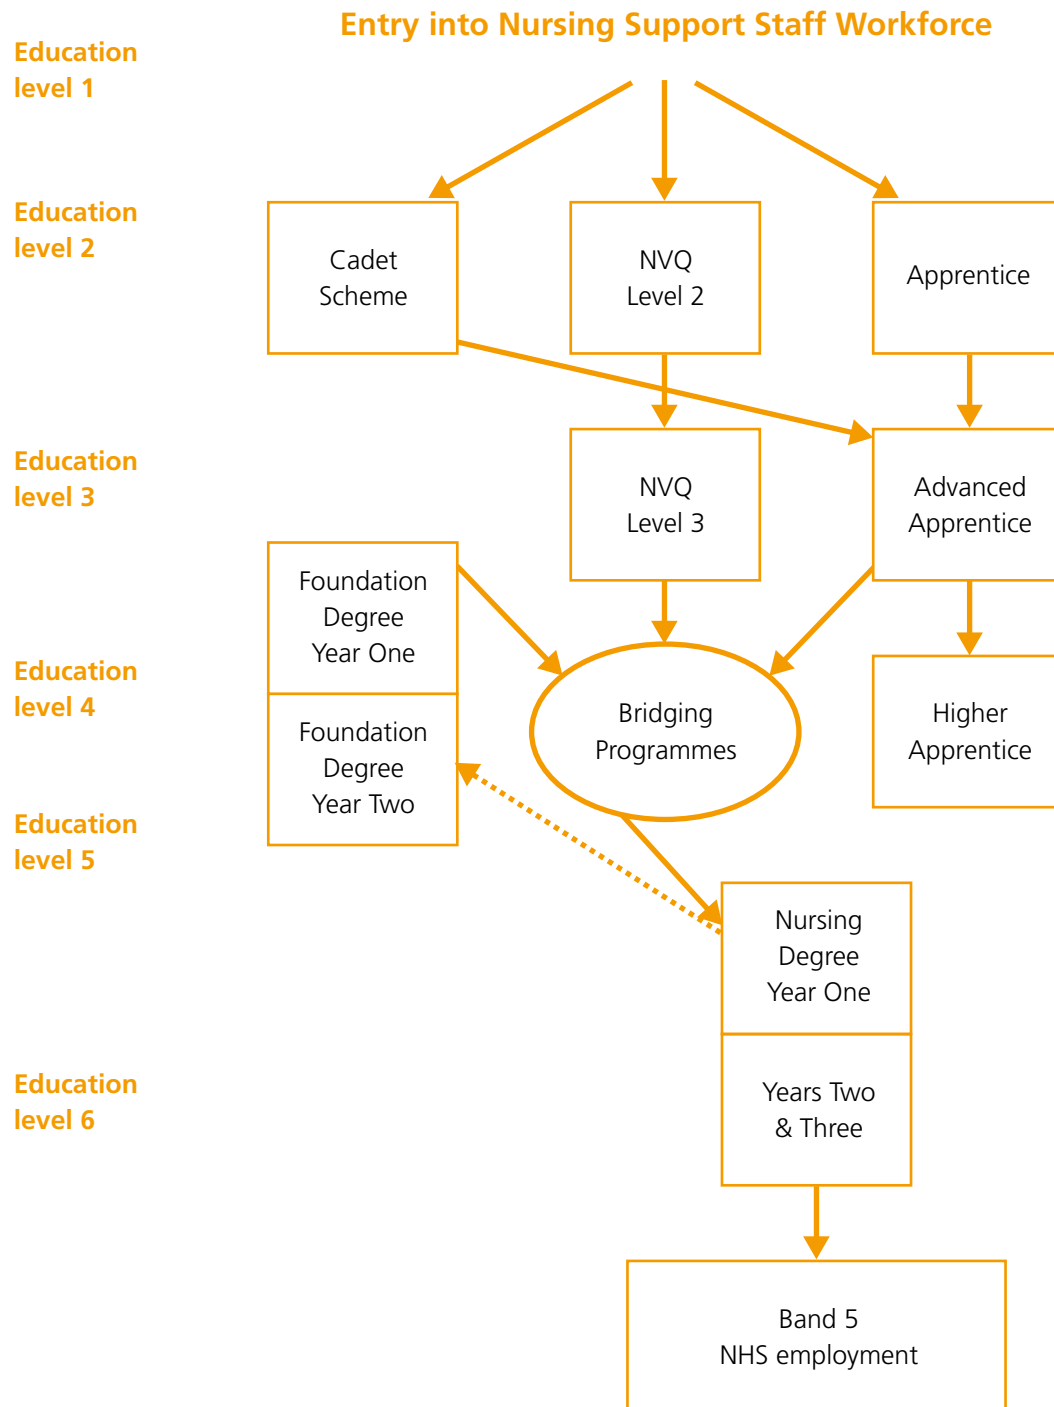 Entry into Nursing Support Staff Workforce
Education
level 1
Education
level 2
Cadet
Scheme
NVQ
Level 2
Apprentice
Education
level 3
NVQ
Level 3
Advanced
Apprentice
Foundation
Degree
Year One
Education
level 4
Foundation
Degree
Year Two
Bridging
Programmes
Higher
Apprentice
Education
level 5
Nursing
Degree
Year One
Education
level 6
Years Two
& Three
Band 5
NHS employment